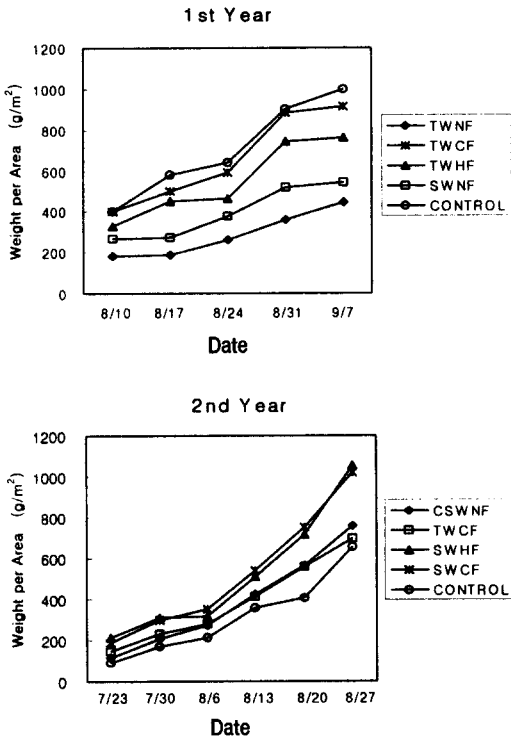 1st Year
Weight per Area (g/m²)
1200
1000
800
600
400
200
0
8/10 8/17 8/24 8/31 9/7
Date
TWNF
TWCF
TWHF
SWNF
CONTROL
2nd Year
Weight per Area (g/m²)
1200
1000
800
600
400
200
0
7/23 7/30 8/6 8/13 8/20 8/27
Date
CSWNF
TWCF
SWHF
SWCF
CONTROL